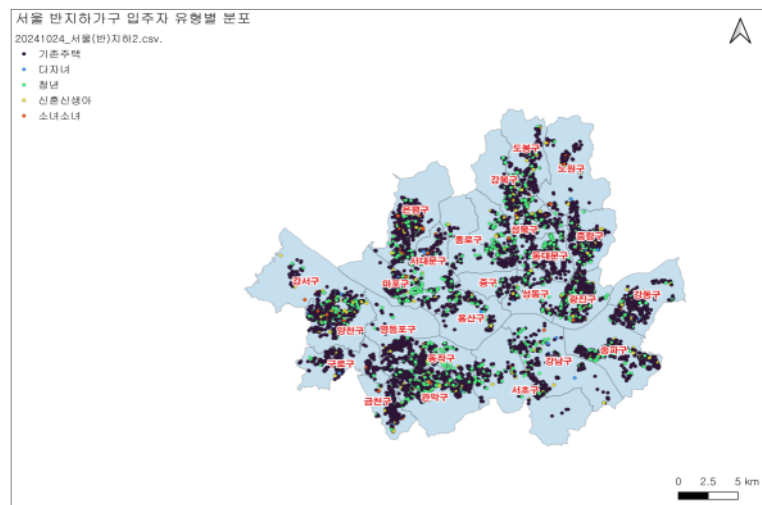 서울 반지하가구 입주자 유형별 분포
20241024_서울(반)지하2.csv.
기존주택
다자녀
청년
신혼신생아
소녀소녀
도봉구
노원구
강북구
은평구
성북구
중랑구
종로구
서대문구
동대문구
강서구
마포구
중구
성동구
광진구
강동구
용산구
양천구
영등포구
송파구
구로구
동작구
강남구
서초구
금천구
관악구
0 2.5 5 km